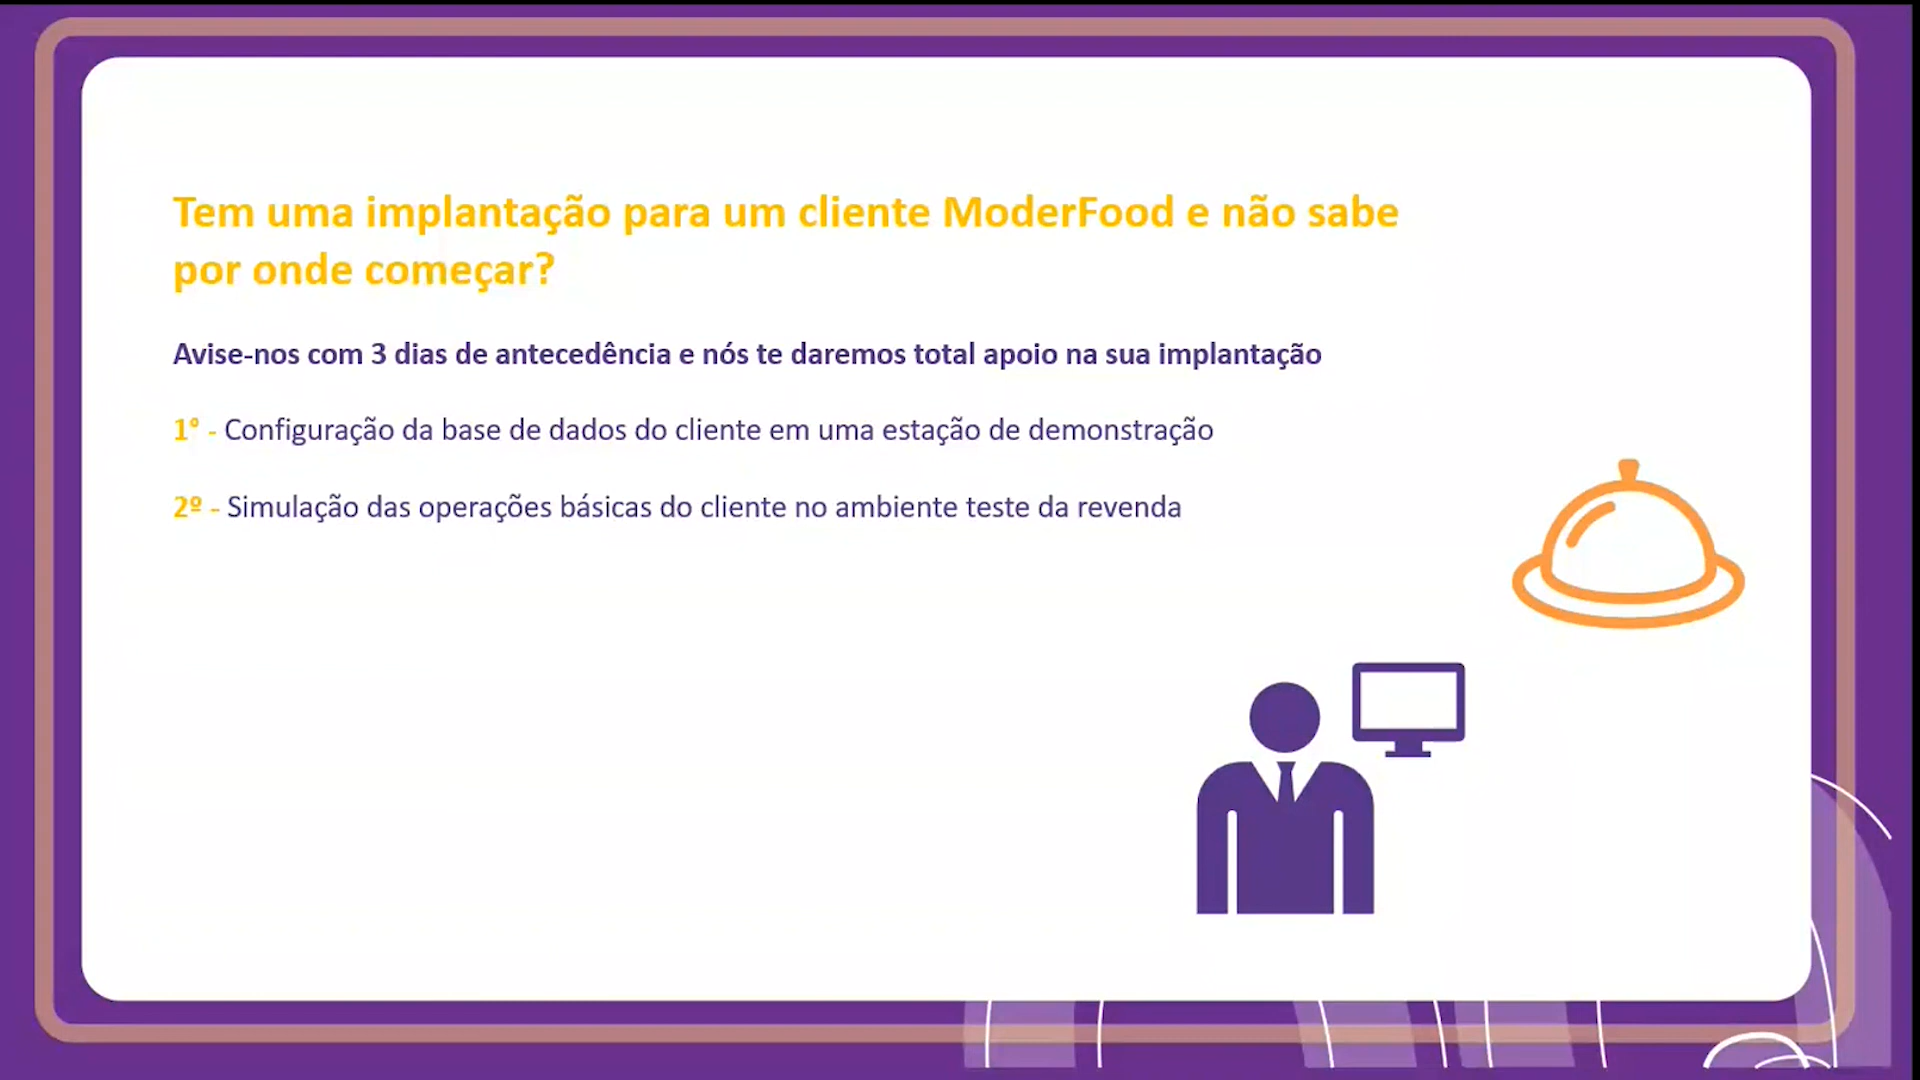 Tem uma implantação para um cliente ModerFood e não sabe
por onde começar?
Avise-nos com 3 dias de antecedência e nós te daremos total apoio na sua implantação
1° - Configuração da base de dados do cliente em uma estação de demonstração
2º - Simulação das operações básicas do cliente no ambiente teste da revenda